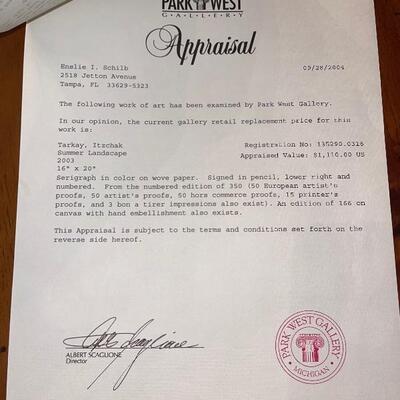 PARK WEST
G·A·L·L·E·R·Y
Appraisal
Enslie I. Schilb
2518 Jetton Avenue
Tampa, FL 33629-5323
09/28/2004
The following work of art has been examined by Park West Gallery.
In our opinion, the current gallery retail replacement price for this
work is:
Tarkay, Itzchak
Registration No: 135290.0326
Summer Landscape
Appraised Value: $1,110.00 US
2003
16" x 20"
Serigraph in color on wove paper. Signed in pencil, lower right and
numbered. From the numbered edition of 350 (50 European artist's
proofs, 50 artist's proofs, 50 hors commerce proofs, 15 printer's
proofs, and 3 bon a tirer impressions also exist). An edition of 166 on
canvas with hand embellishment also exists.
This Appraisal is subject to the terms and conditions set forth on the
reverse side hereof.
ALBERT SCAGLIONE
Director
PARK WEST GALLERY
· MICHIGAN ·